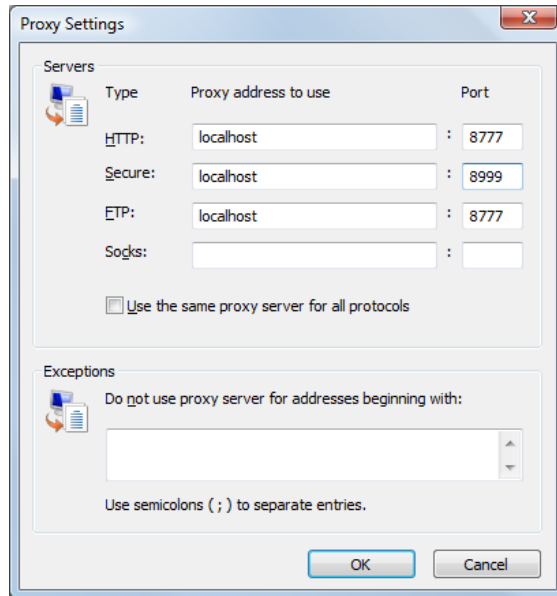 Proxy Settings
Servers
Type Proxy address to use Port
HTTP: localhost : 8777
Secure: localhost : 8999
FTP: localhost : 8777
Socks: :
Use the same proxy server for all protocols
Exceptions
Do not use proxy server for addresses beginning with:
Use semicolons ( ; ) to separate entries.
OK Cancel